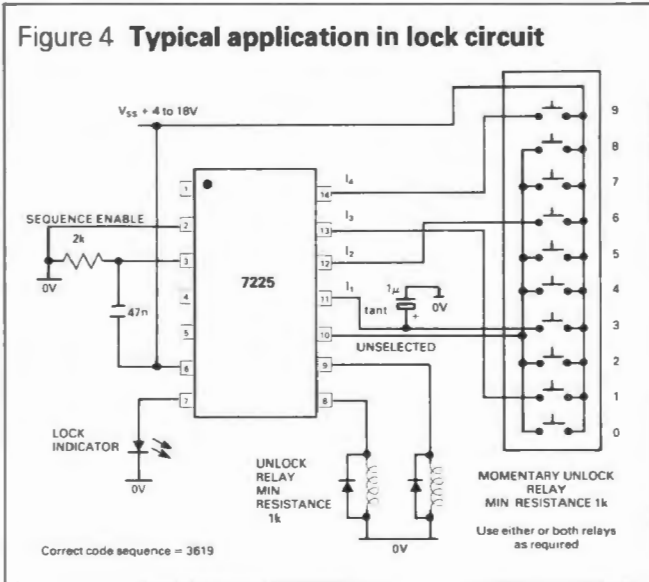 Figure 4 Typical application in lock circuit
VSS + 4 to 18V
SEQUENCE ENABLE
2k
0V
47n
1
2
3
4
5
6
7
7225
14
13
12
11
10
9
8
I4
I3
I2
I1
1μ
tant
+
0V
UNSELECTED
9
8
7
6
5
4
3
2
1
0
LOCK
INDICATOR
0V
UNLOCK
RELAY
MIN
RESISTANCE
1k
0V
MOMENTARY UNLOCK
RELAY
MIN RESISTANCE 1k
Use either or both relays
as required
Correct code sequence = 3619